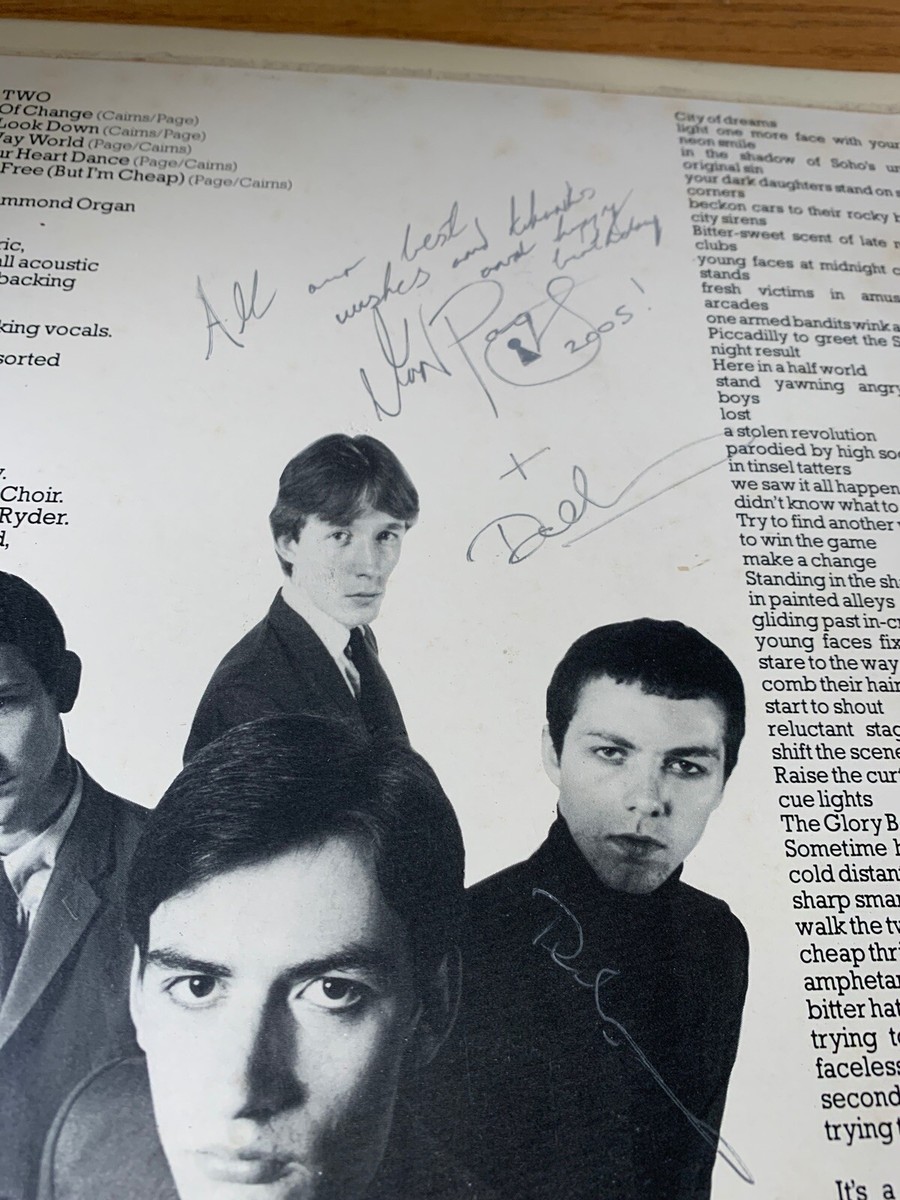 TWO
Of Change (Cairns/Page)
Look Down (Cairns/Page)
Way World (Page/Cairns)
ur Heart Dance (Page/Cairns)
Free (But I'm Cheap) (Page/Cairns)
mmond Organ
ric,
all acoustic
backing
king vocals.
sorted
y.
Choir.
Ryder.
d,
All our best
wishes and thanks
and happy
birthday
Page
2005!
+
City of dreams
light one more face with your
neon smile
in the shadow of Soho's un
original sin
your dark daughters stand on s
corners
beckon cars to their rocky b
city sirens
Bitter-sweet scent of late n
clubs
young faces at midnight c
stands
fresh victims in amus
arcades
one armed bandits wink a
Piccadilly to greet the S
night result
Here in a half world
stand yawning angry
boys
lost
a stolen revolution
parodied by high soc
in tinsel tatters
we saw it all happen
didn't know what to
Try to find another
to win the game
make a change
Standing in the sh
in painted alleys
gliding past in-cr
young faces fix
stare to the way
comb their hair
start to shout
reluctant stag
shift the scene
Raise the cur
cue lights
The Glory B
Sometime h
cold distan
sharp smar
walk the tw
cheap thri
amphetar
bitter hat
trying to
faceless
second
trying t
It's a